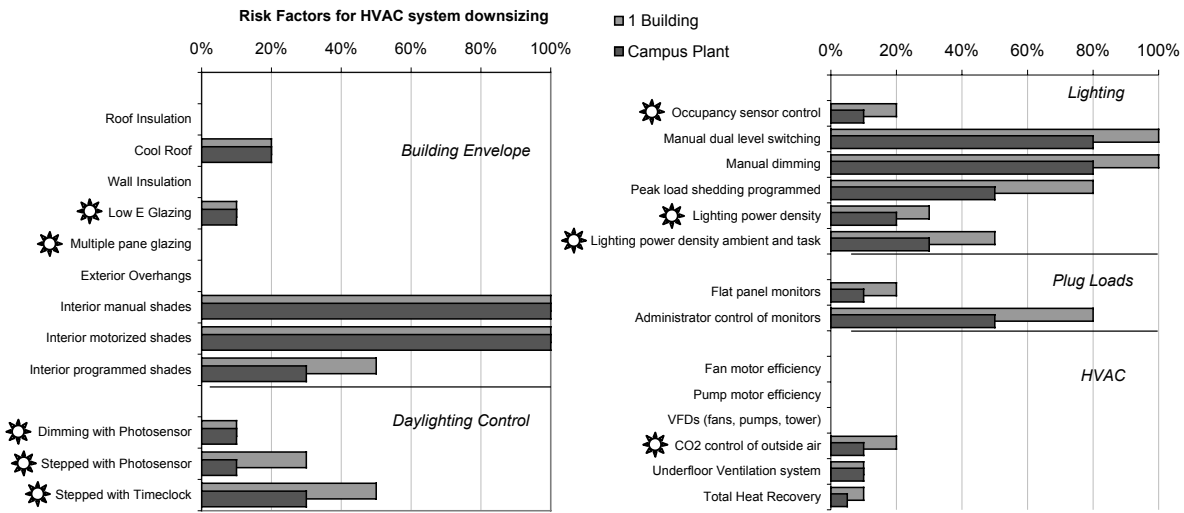 Risk Factors for HVAC system downsizing
0% 20% 40% 60% 80% 100%
Roof Insulation
Cool Roof
Building Envelope
Wall Insulation
Low E Glazing
Multiple pane glazing
Exterior Overhangs
Interior manual shades
Interior motorized shades
Interior programmed shades
Daylighting Control
Dimming with Photosensor
Stepped with Photosensor
Stepped with Timeclock
1 Building
Campus Plant
0% 20% 40% 60% 80% 100%
Lighting
Occupancy sensor control
Manual dual level switching
Manual dimming
Peak load shedding programmed
Lighting power density
Lighting power density ambient and task
Plug Loads
Flat panel monitors
Administrator control of monitors
Fan motor efficiency
HVAC
Pump motor efficiency
VFDs (fans, pumps, tower)
CO2 control of outside air
Underfloor Ventilation system
Total Heat Recovery